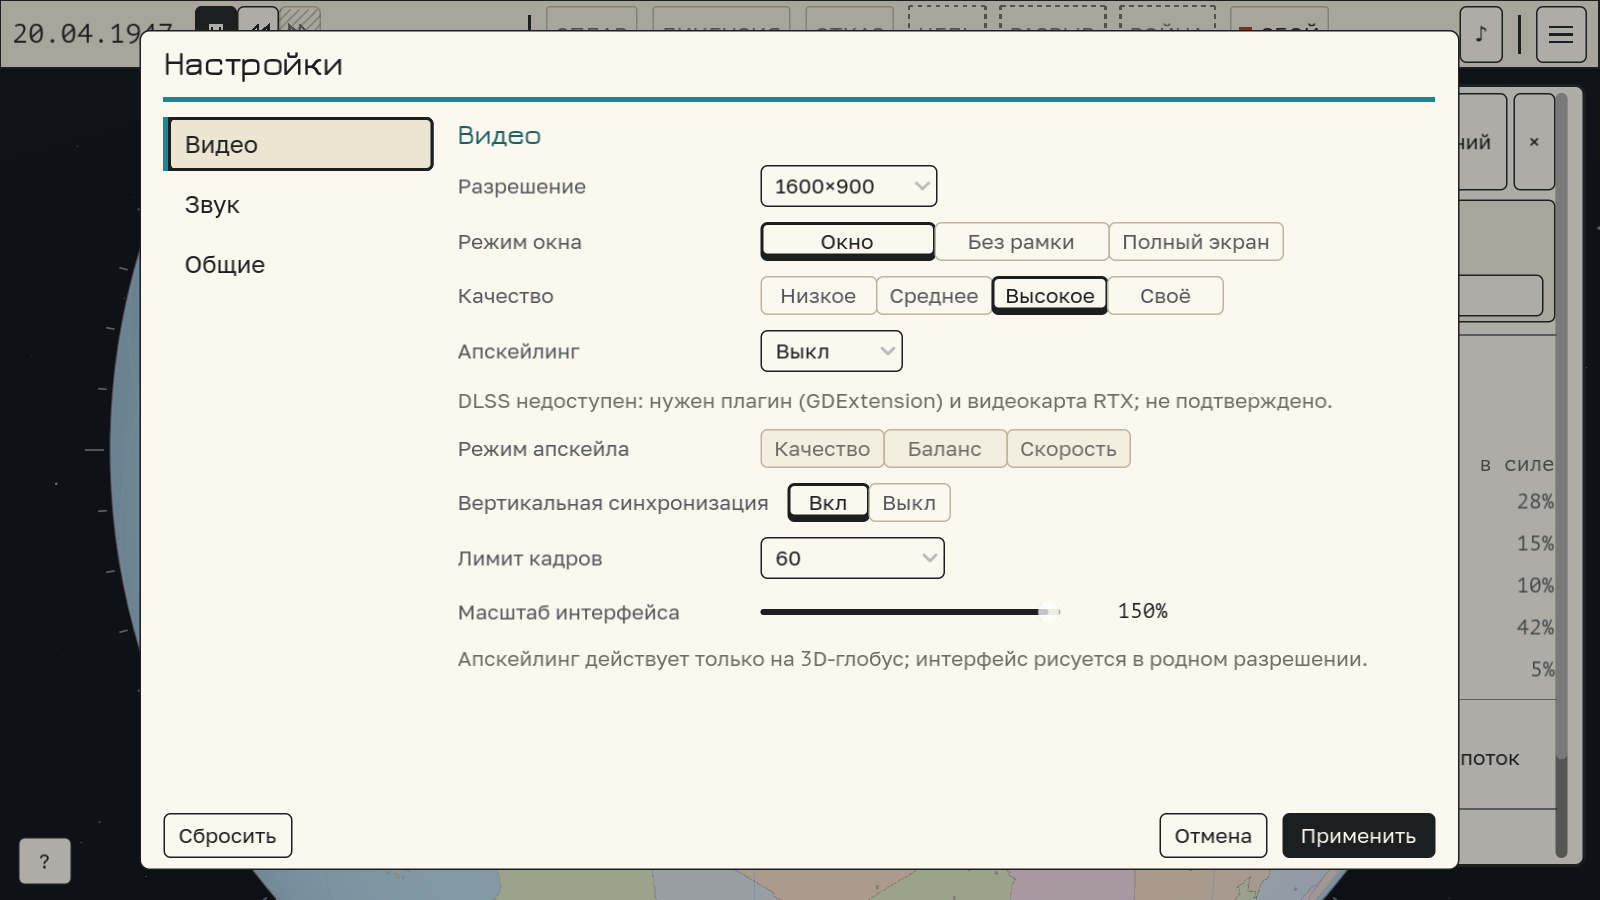 20.04.1947
Настройки
Видео
Звук
Общие
Видео
Разрешение 1600×900
Режим окна Окно Без рамки Полный экран
Качество Низкое Среднее Высокое Своё
Апскейлинг Выкл
DLSS недоступен: нужен плагин (GDExtension) и видеокарта RTX; не подтверждено.
Режим апскейла Качество Баланс Скорость
Вертикальная синхронизация Вкл Выкл
Лимит кадров 60
Масштаб интерфейса 150%
Апскейлинг действует только на 3D-глобус; интерфейс рисуется в родном разрешении.
Сбросить Отмена Применить
×
в силе
28%
15%
10%
42%
5%
поток
?